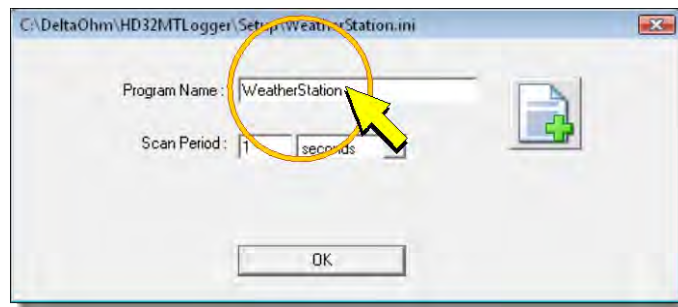 C:\DeltaOhm\HD32MTLogger\Setup\WeatherStation.ini
Program Name : WeatherStation
Scan Period : 1 seconds
OK